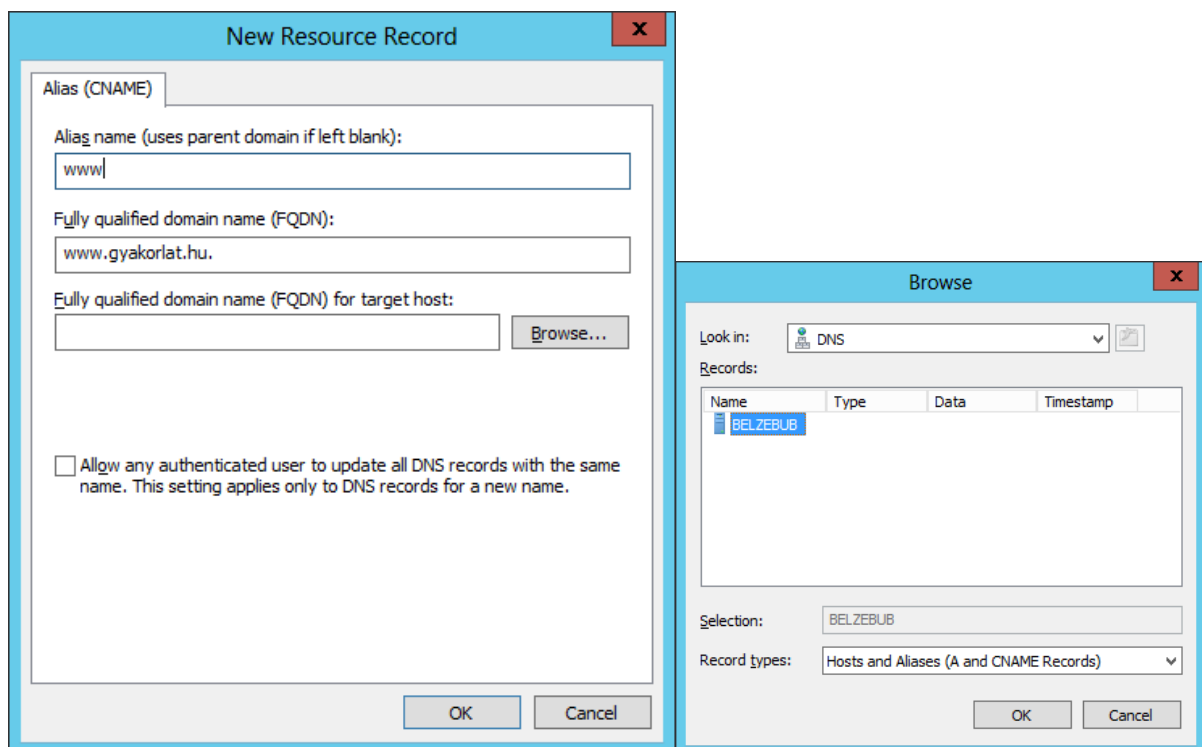 New Resource Record
x
Alias (CNAME)
Alias name (uses parent domain if left blank):
www
Fully qualified domain name (FQDN):
www.gyakorlat.hu.
Fully qualified domain name (FQDN) for target host:
Browse...
Allow any authenticated user to update all DNS records with the same
name. This setting applies only to DNS records for a new name.
OK Cancel
Browse
x
Look in: DNS
Records:
Name Type Data Timestamp
BELZEBUB
Selection: BELZEBUB
Record types: Hosts and Aliases (A and CNAME Records)
OK Cancel